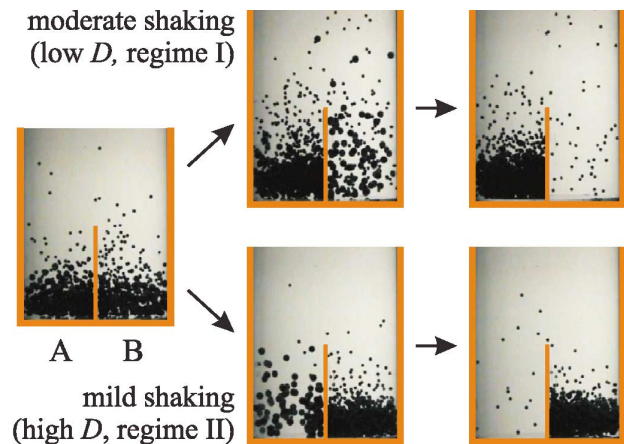 moderate shaking
(low D, regime I)
A B
mild shaking
(high D, regime II)